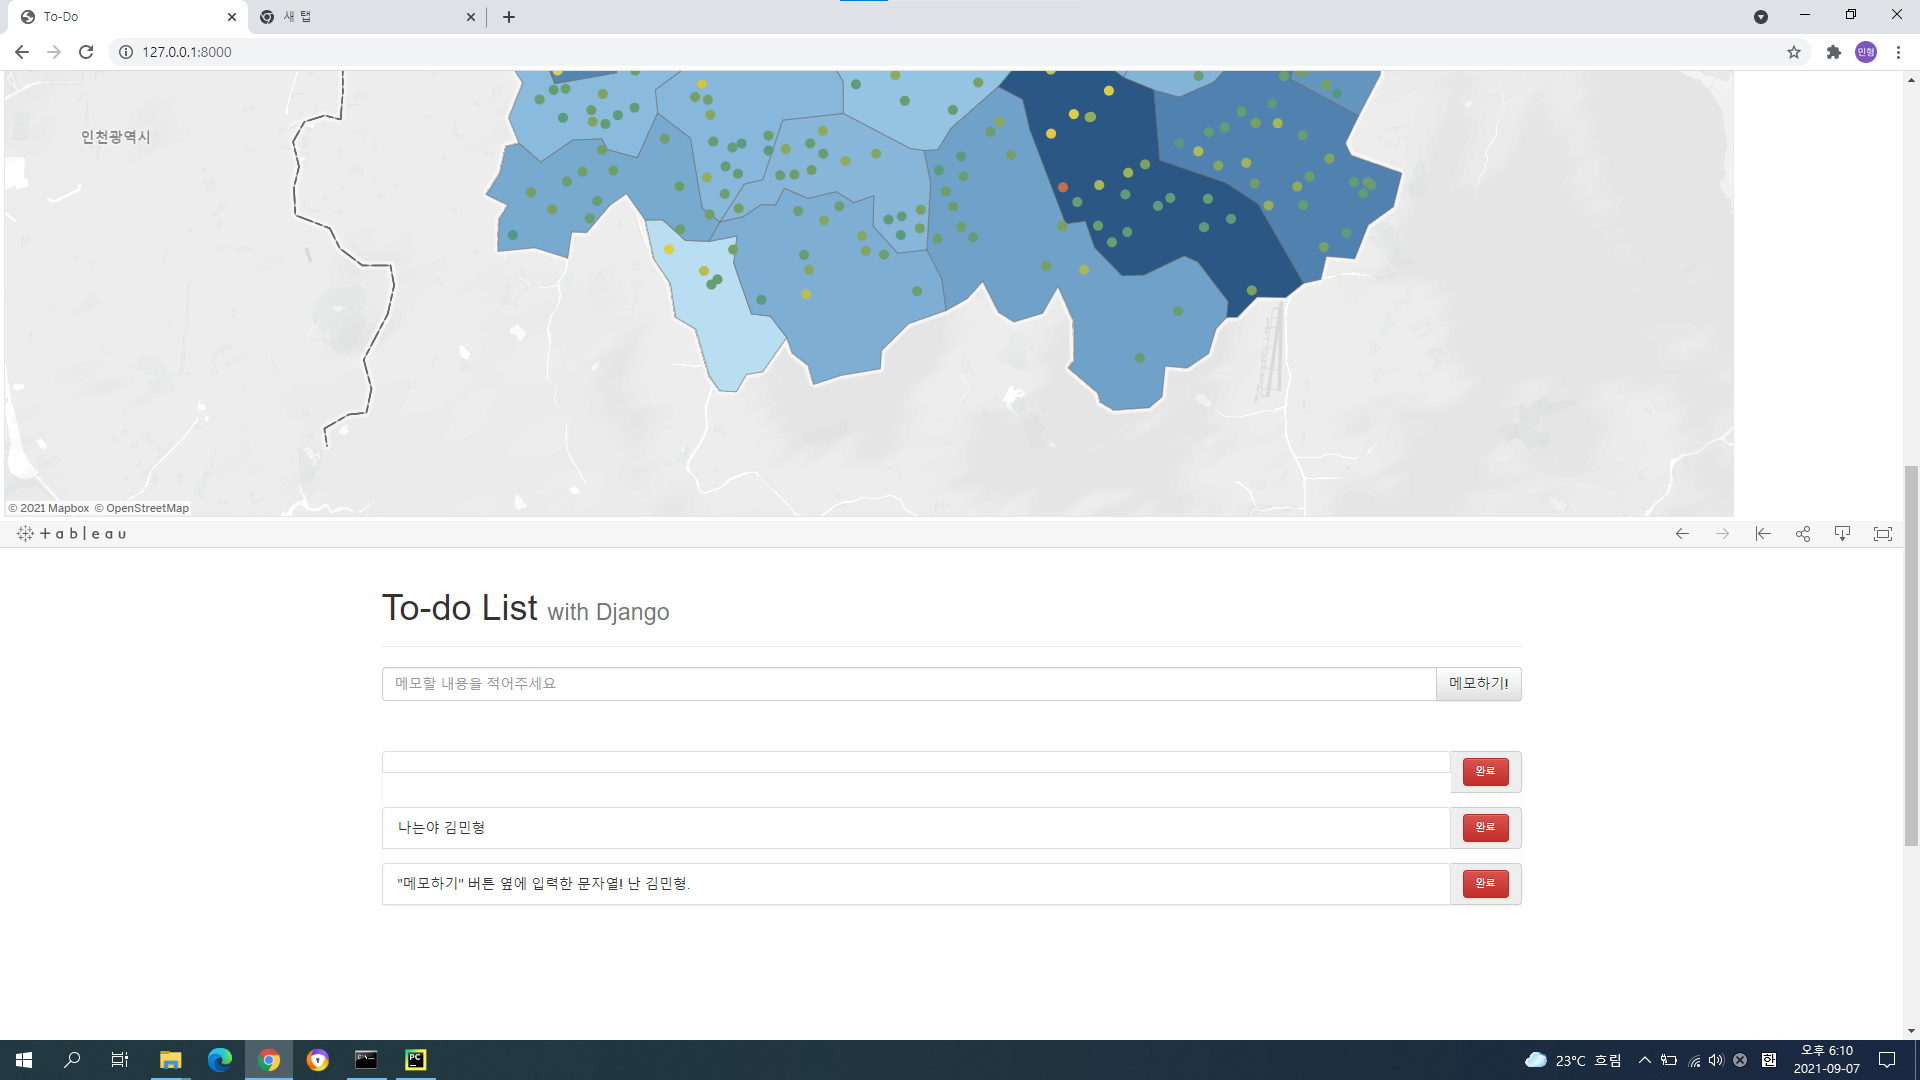 To-Do
새 탭
127.0.0.1:8000
민형
인천광역시
© 2021 Mapbox © OpenStreetMap
+ableau
To-do List with Django
메모할 내용을 적어주세요
메모하기!
완료
나는야 김민형
완료
"메모하기" 버튼 옆에 입력한 문자열! 난 김민형.
완료
PC
23°C 흐림
한
오후 6:10
2021-09-07